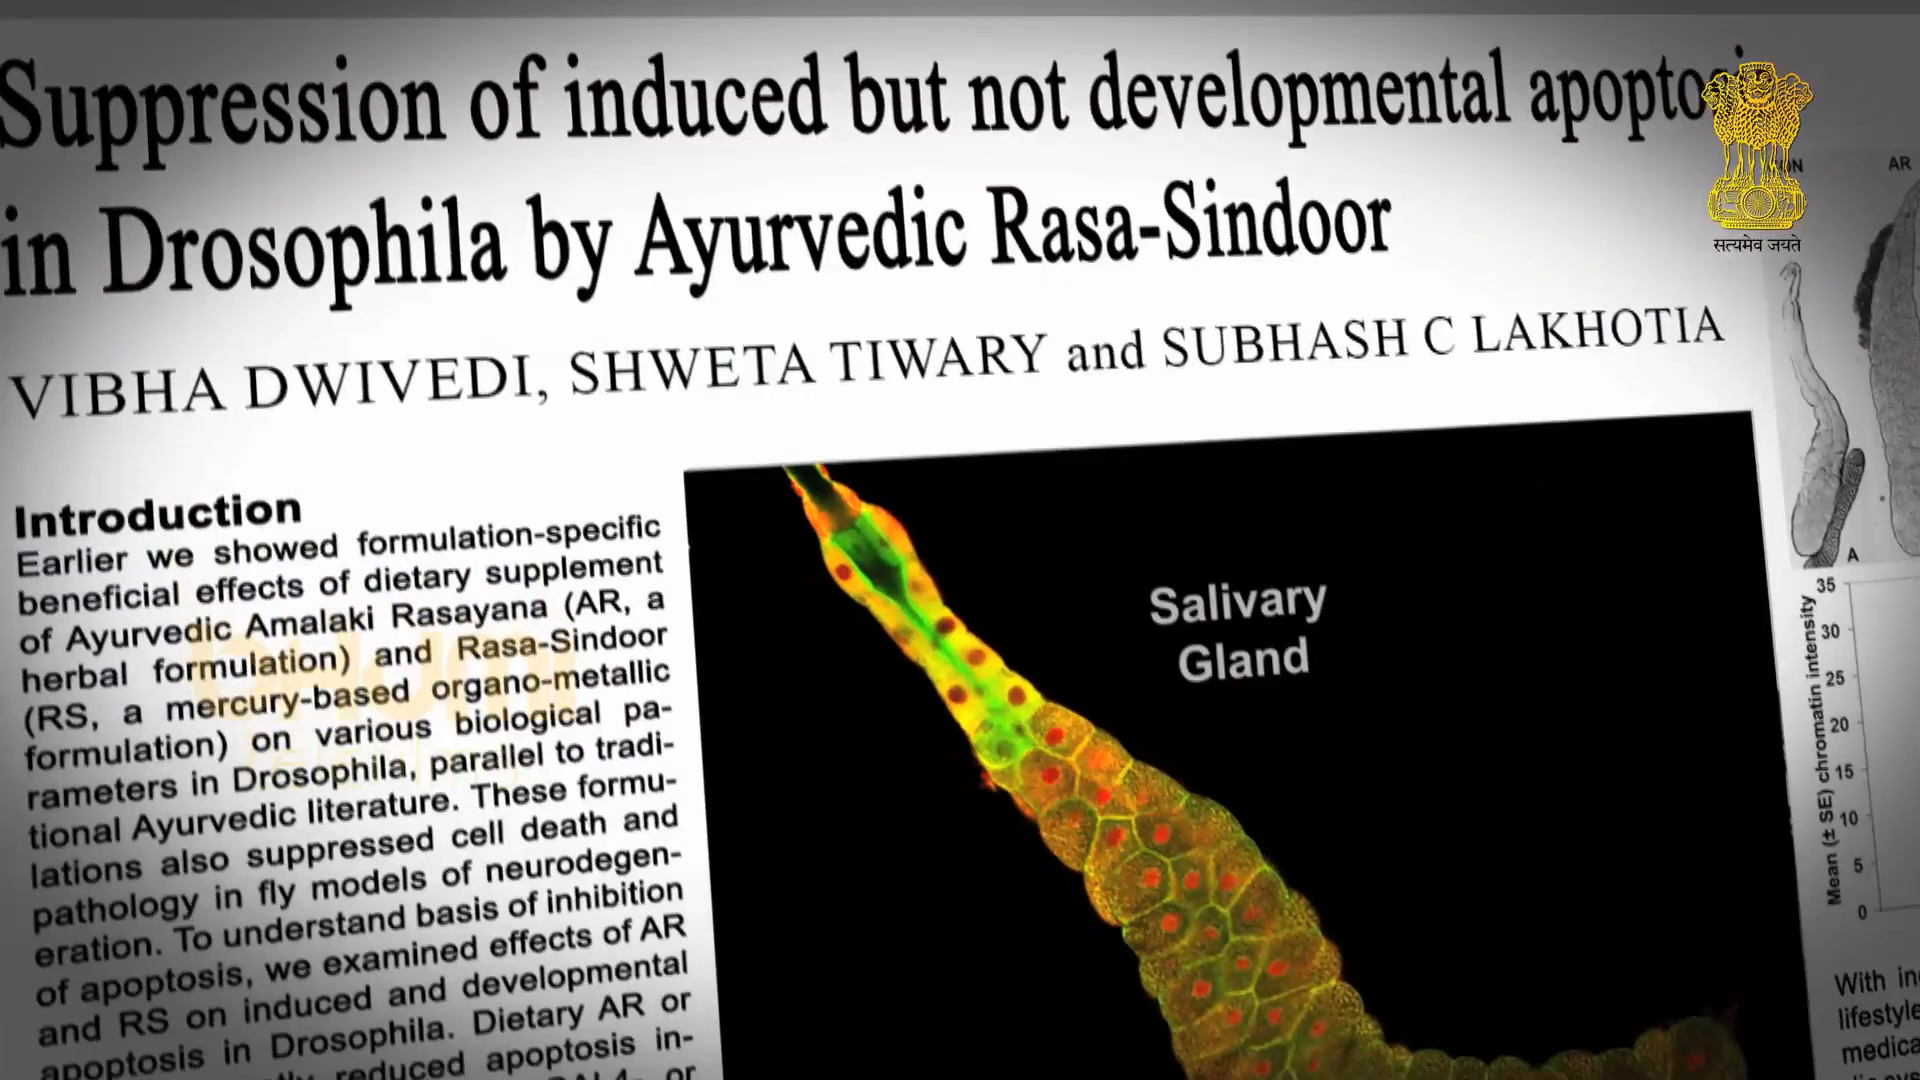 Suppression of induced but not developmental
in Drosophila by Ayurvedic Rasa-Sindoor
VIBHA DWIVEDI, SHWETA TIWARY and SUBHASH C LAKHOTIA
सत्यमेव जयते
Introduction
Earlier we showed formulation-specific
beneficial effects of dietary supplement
of Ayurvedic Amalaki Rasayana (AR, a
herbal formulation) and Rasa-Sindoor
(RS, a mercury-based organo-metallic
formulation) on various biological pa-
rameters in Drosophila, parallel to tradi-
tional Ayurvedic literature. These formu-
lations also suppressed cell death and
pathology in fly models of neurodegen-
eration. To understand basis of inhibition
of apoptosis, we examined effects of AR
and RS on induced and developmental
apoptosis in Drosophila. Dietary AR or
reduced apoptosis in-
or
Salivary
Gland
AR
A
Mean (± SE) chromatin intensity
35
30
25
20
15
10
5
0
With
lifestyle